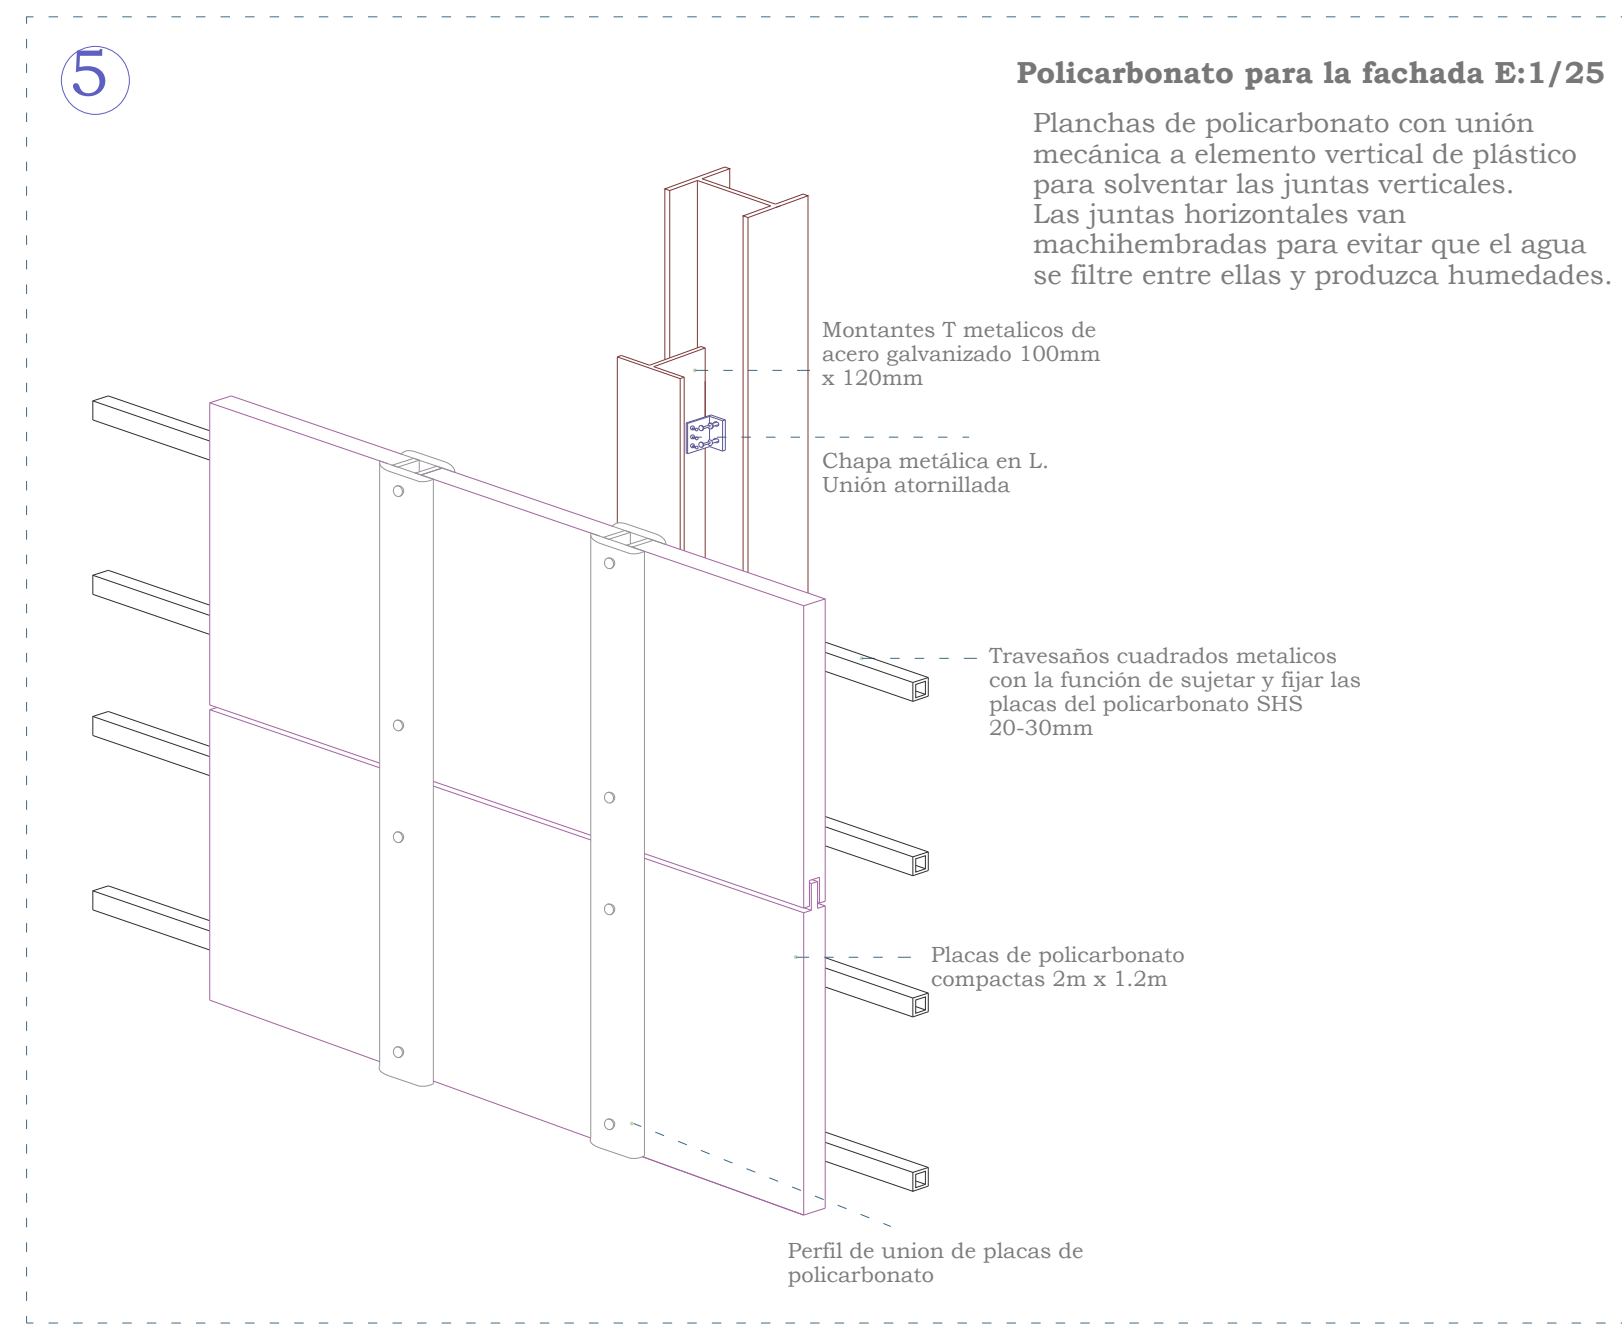 5
Policarbonato para la fachada E:1/25
Planchas de policarbonato con unión
mecánica a elemento vertical de plástico
para solventar las juntas verticales.
Las juntas horizontales van
machihembradas para evitar que el agua
se filtre entre ellas y produzca humedades.
Montantes T metalicos de
acero galvanizado 100mm
x 120mm
Chapa metálica en L.
Unión atornillada
Travesaños cuadrados metalicos
con la función de sujetar y fijar las
placas del policarbonato SHS
20-30mm
Placas de policarbonato
compactas 2m x 1.2m
Perfil de union de placas de
policarbonato